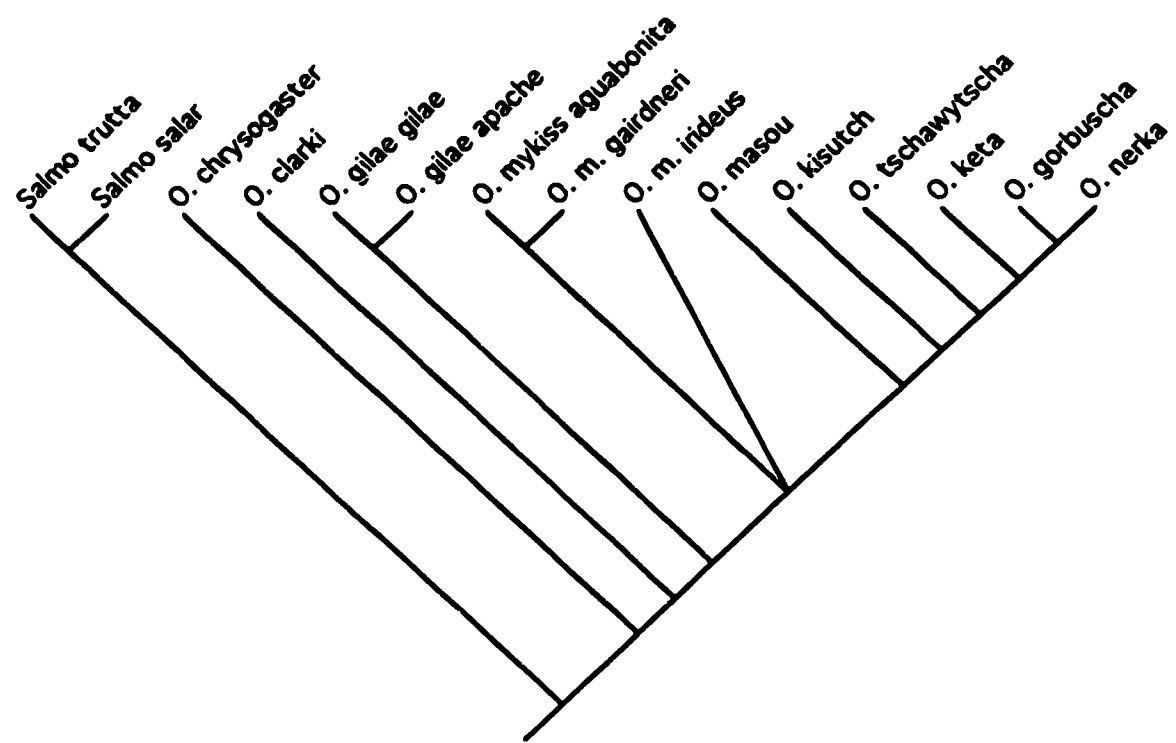 Salmo trutta
Salmo salar
O. chrysogaster
O. clarki
O. gilae gilae
O. gilae apache
O. mykiss aguabonita
O. m. gairdneri
O. m. irideus
O. masou
O. kisutch
O. tschawytscha
O. keta
O. gorbuscha
O. nerka